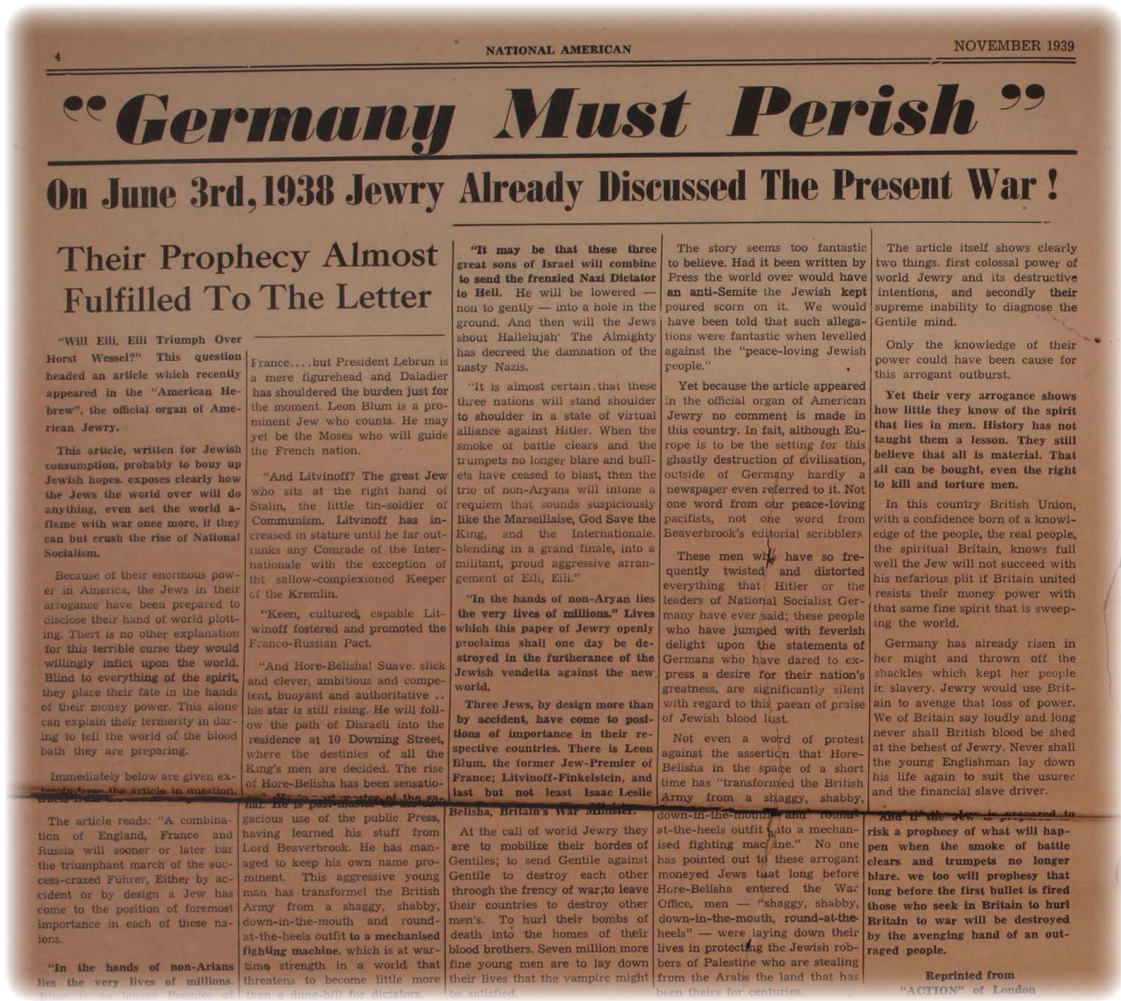 4
NATIONAL AMERICAN
NOVEMBER 1939
"Germany Must Perish"
On June 3rd, 1938 Jewry Already Discussed The Present War !
Their Prophecy Almost
Fulfilled To The Letter
"Will Eili, Eili Triumph Over
Horst Wessel?" This question
headed an article which recently
appeared in the "American He-
brew", the official organ of Ame-
rican Jewry.
This article, written for Jewish
consumption, probably to bouy up
Jewish hopes. exposes clearly how
the Jews the world over will do
anything, even set the world a-
flame with war once more, if they
can but crush the rise of National
Socialism.
Because of their enormous pow-
er in America, the Jews in their
arrogance have been prepared to
disclose their hand of world plott-
ing. Thert is no other explanation
for this terrible curse they would
willingly infict upon the world.
Blind to everything of the spirit,
they place their fate in the hands
of their money power. This alone
can explain their termerity in dar-
ing to tell the world of the blood
bath they are preparing.
Immediately below are given ex-
tracts from the article in question.
The article reads: "A combina-
tion of England, France and
Russia will sooner or later bar
the triumphant march of the suc-
cess-crazed Führer, Either by ac-
cident or by design a Jew has
come to the position of foremost
importance in each of these na-
ions.
"In the hands of non-Arians
lies the very lives of millions.
Blum is no longer Premier of
France....but President Lebrun is
a mere figurehead and Daladier
has shouldered the burden just for
the moment. Leon Blum is a pro-
minent Jew who counts. He may
yet be the Moses who will guide
the French nation.
"And Litvinoff? The great Jew
who sits at the right hand of
Stalin, the little tin-soldier of
Communism. Litvinoff has in-
creased in stature until he far out-
ranks any Comrade of the Inter-
nationale with the exception of
tht sallow-complexioned Keeper
of the Kremlin.
"Keen, cultured, capable Lit-
winoff fostered and promoted the
Franco-Russian Pact.
"And Hore-Belisha! Suave. slick
and clever, ambitious and compe-
tent, buoyant and authoritative ..
his star is still rising. He will foll-
ow the path of Disraeli into the
residence at 10 Downing Street,
where the destinies of all the
King's men are decided. The rise
of Hore-Belisha has been sensatio-
nal. He is past-master of the sa-
gacious use of the public Press,
having learned his stuff from
Lord Beaverbrook. He has man-
aged to keep his own name pro-
minent. This aggressive young
man has transformel the British
Army from a shaggy, shabby,
down-in-the-mouth and round-
at-the-heels outfit to a mechanised
fighting machine, which is at war-
time strength in a world that
threatens to become little more
than a dung-hill for dictators.
"It may be that these three
great sons of Israel will combine
to send the frenzied Nazi Dictator
to Hell. He will be lowered —
non to gently — into a hole in the
ground. And then will the Jews
shout Hallelujah' The Almighty
has decreed the damnation of the
nasty Nazis.
"It is almost certain that these
three nations will stand shoulder
to shoulder in a state of virtual
alliance against Hitler. When the
smoke of battle clears and the
trumpets no longer blare and bull-
ets have ceased to blast, then the
trio of non-Aryans will intone a
requiem that sounds suspiciously
like the Marseillaise, God Save the
King, and the Internationale.
blending in a grand finale, into a
militant, proud aggressive arran-
gement of Eili, Eili."
"In the hands of non-Aryan lies
the very lives of millions." Lives
which this paper of Jewry openly
proclaims shall one day be de-
stroyed in the furtherance of the
Jewish vendetta against the new
world.
Three Jews, by design more than
by accident, have come to posi-
tions of importance in their re-
spective countries. There is Leon
Blum. the former Jew-Premier of
France; Litvinoff-Finkelstein, and
last but not least Isaac Leslie
Belisha, Britain's War Minister.
At the call of world Jewry they
are to mobilize their hordes of
Gentiles; to send Gentile against
Gentile to destroy each other
throogh the frency of war;to leave
their countries to destroy other
men's. To hurl their bombs of
death into the homes of their
blood brothers. Seven million more
fine young men are to lay down
their lives that the vampire might
be satisfied.
The story seems too fantastic
to believe. Had it been written by
Press the world over would have
an anti-Semite the Jewish kept
poured scorn on it. We would
have been told that such allega-
tions were fantastic when levelled
against the "peace-loving Jewish
people."
Yet because the article appeared
in the official organ of American
Jewry no comment is made in
this country. In fait, although Eu-
rope is to be the setting for this
ghastly destruction of civilisation,
outside of Germany hardly a
newspaper even referred to it. Not
one word from our peace-loving
pacifists, not one word from
Beaverbrook's editorial scribblers
These men who have so fre-
quently twisted and distorted
everything that Hitler or the
leaders of National Socialist Ger-
many have ever said; these people
who have jumped with feverish
delight upon the statements of
Germans who have dared to ex-
press a desire for their nation's
greatness, are significantly silent
with regard to this paean of praise
of Jewish blood lust.
Not even a word of protest
against the assertion that Hore-
Belisha in the space of a short
time has "transformed the British
Army from a shaggy, shabby,
down-in-the-mouth and round-
at-the-heels outfit into a mechan-
ised fighting machine." No one
has pointed out to these arrogant
moneyed Jews that long before
Hore-Belisha entered the War
Office, men — "shaggy, shabby,
down-in-the-mouth, round-at-the-
heels" — were laying down their
lives in protecting the Jewish rob-
bers of Palestine who are stealing
from the Arabs the land that has
been theirs for centuries.
The article itself shows clearly
two things. first colossal power of
world Jewry and its destructive
intentions, and secondly their
supreme inability to diagnose the
Gentile mind.
Only the knowledge of their
power could have been cause for
this arrogant outburst.
Yet their very arrogance shows
how little they know of the spirit
that lies in men. History has not
taught them a lesson. They still
believe that all is material. That
all can be bought, even the right
to kill and torture men.
In this country British Union,
with a confidence born of a knowl-
edge of the people, the real people,
the spiritual Britain, knows full
well the Jew will not succeed with
his nefarious plit if Britain united
resists their money power with
that same fine spirit that is sweep-
ing the world.
Germany has already risen in
her might and thrown off the
shackles which kept her people
in slavery. Jewry would use Brit-
ain to avenge that loss of power.
We of Britain say loudly and long
never shall British blood be shed
at the behest of Jewry. Never shall
the young Englishman lay down
his life again to suit the usurer
and the financial slave driver.
And if the Jew is prepared to
risk a prophecy of what will hap-
pen when the smoke of battle
clears and trumpets no longer
blare. we too will prophesy that
long before the first bullet is fired
those who seek in Britain to hurl
Britain to war will be destroyed
by the avenging hand of an out-
raged people.
Reprinted from
"ACTION" of London